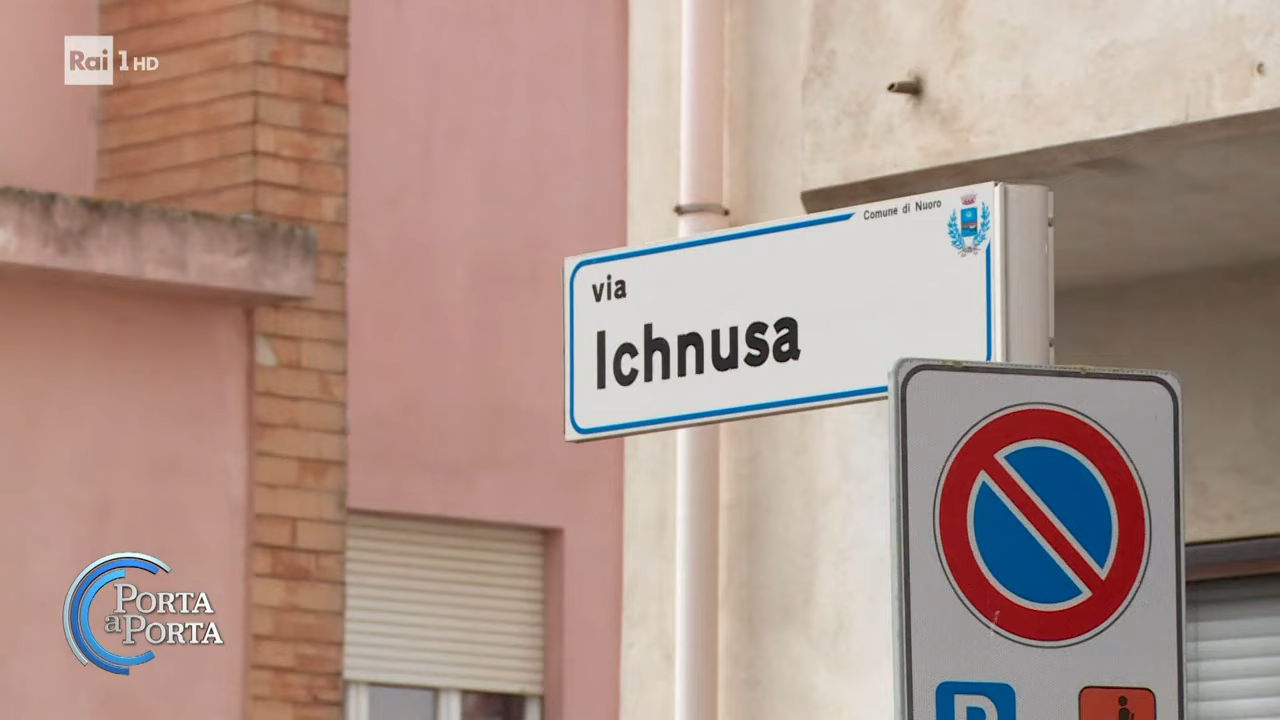 Rai 1 HD
Comune di Nuoro
via
Ichnusa
P
PORTA
a PORTA